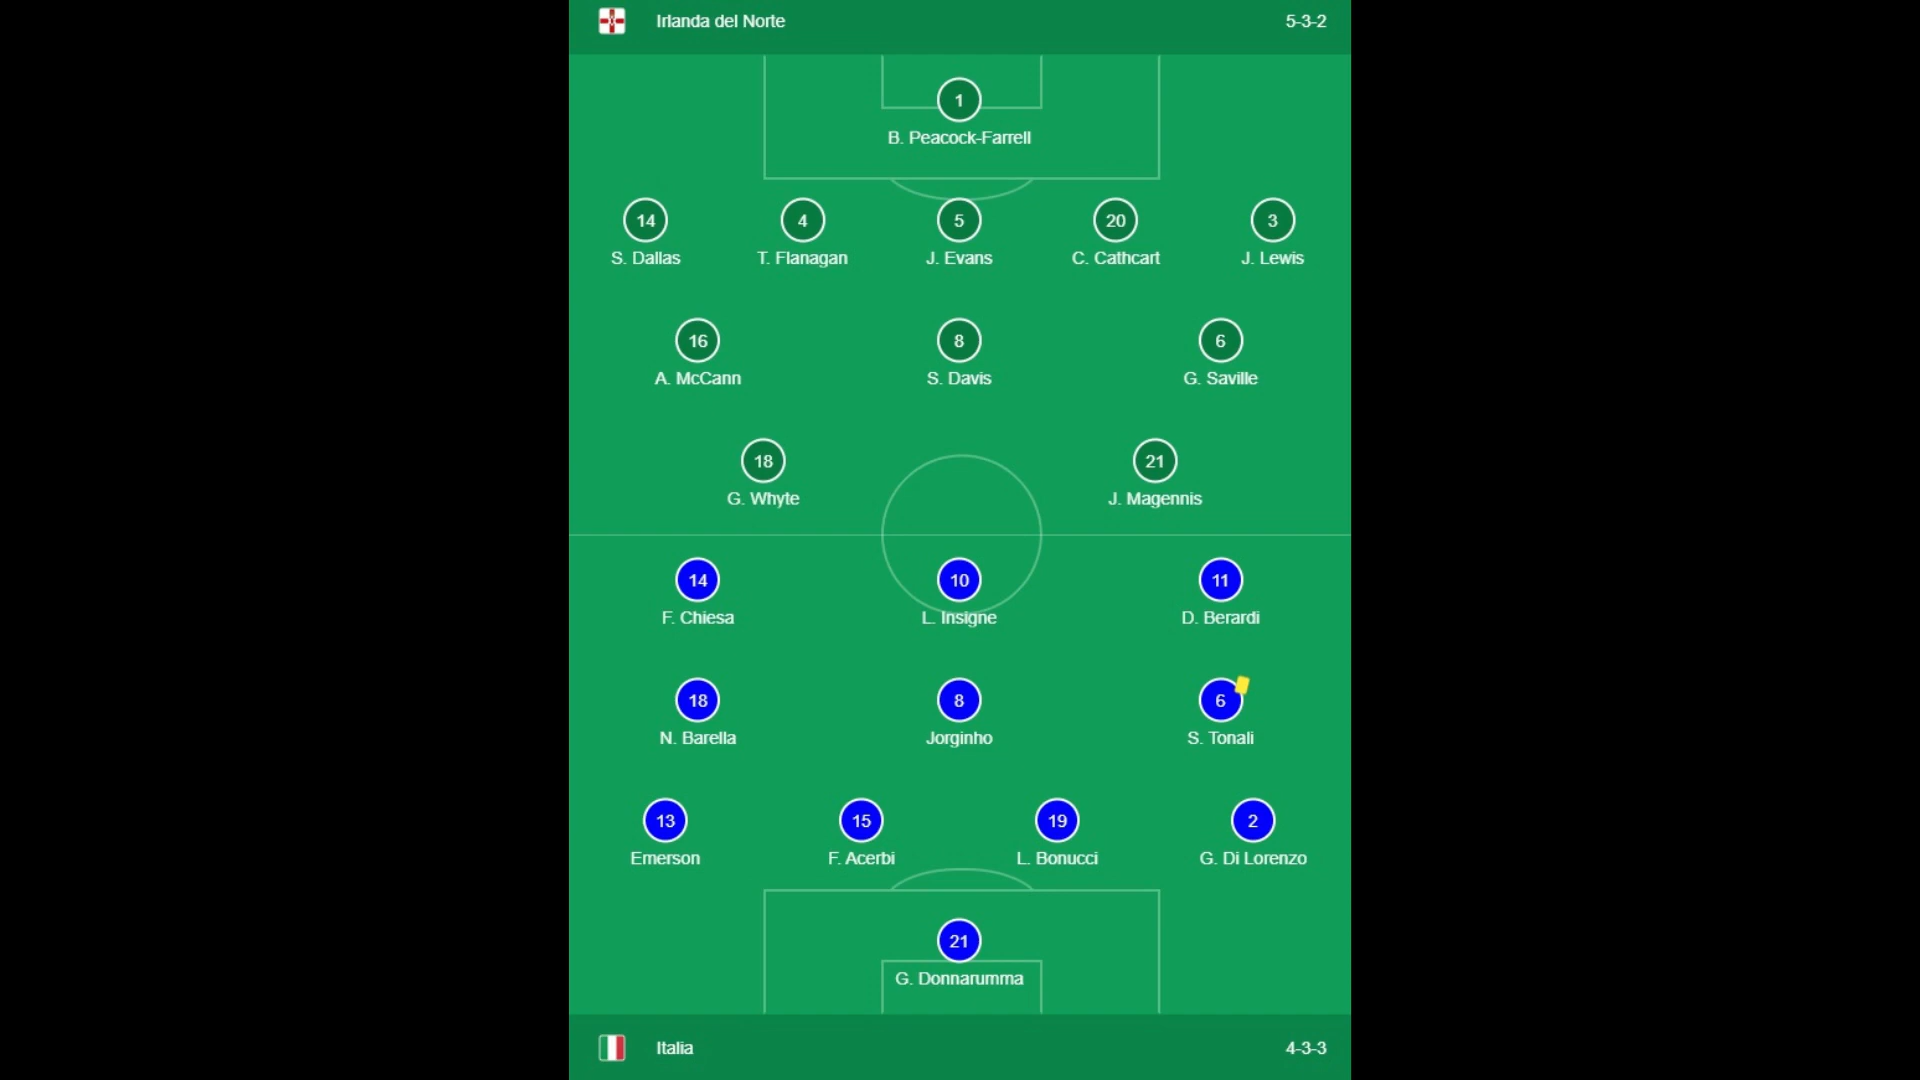 Irlanda del Norte 5-3-2
1
B. Peacock-Farrell
14 4 5 20 3
S. Dallas T. Flanagan J. Evans C. Cathcart J. Lewis
16 8 6
A. McCann S. Davis G. Saville
18 21
G. Whyte J. Magennis
14 10 11
F. Chiesa L. Insigne D. Berardi
18 8 6
N. Barella Jorginho S. Tonali
13 15 19 2
Emerson F. Acerbi L. Bonucci G. Di Lorenzo
21
G. Donnarumma
Italia 4-3-3